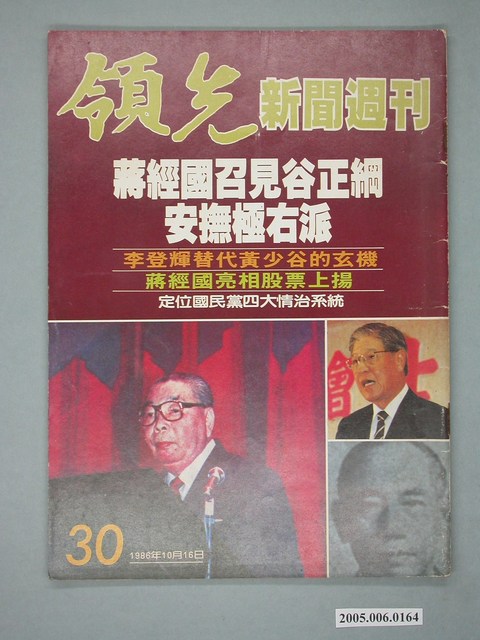 領先新聞週刊
蔣經國召見谷正綱
安撫極右派
李登輝替代黃少谷的玄機
蔣經國亮相股票上揚
定位國民黨四大情治系統
30
1986年10月16日
2005.006.0164